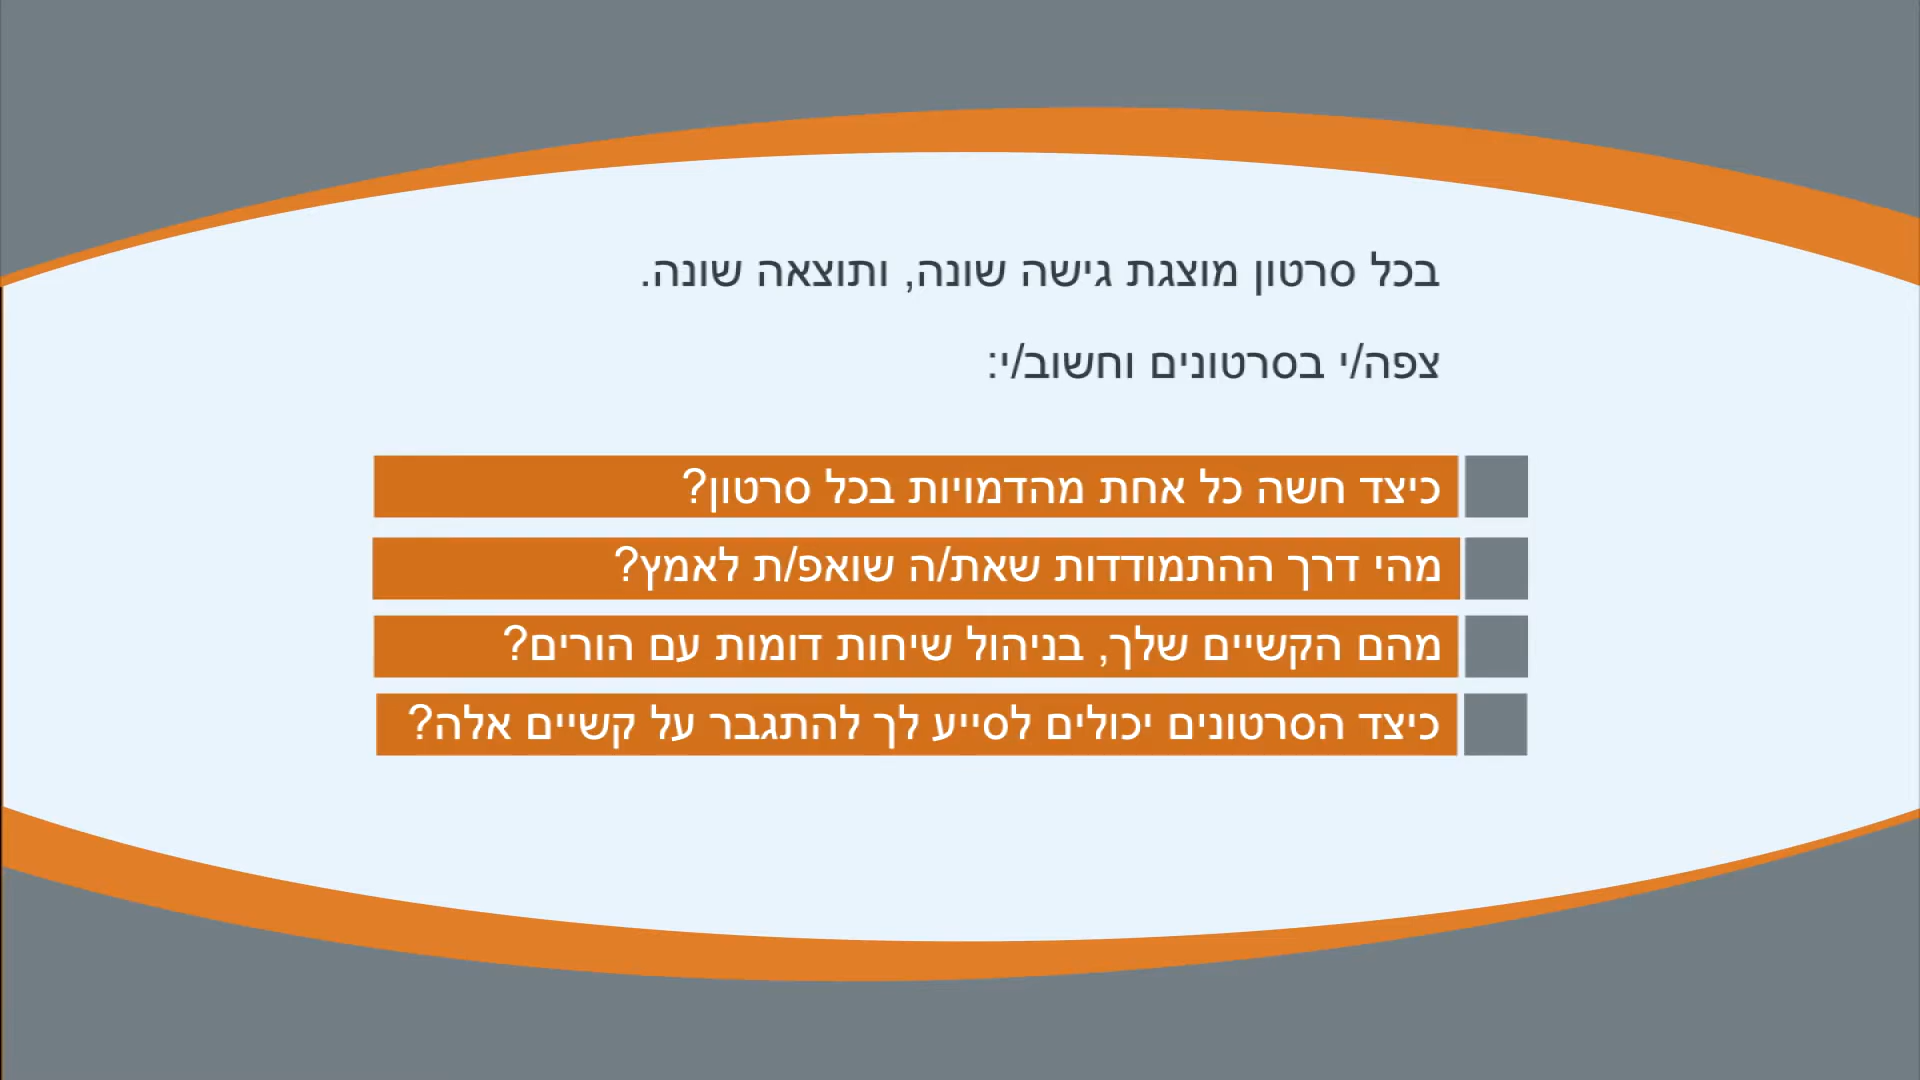 בכל סרטון מוצגת גישה שונה, ותוצאה שונה.
צפה/י בסרטונים וחשוב/י:
כיצד חשה כל אחת מהדמויות בכל סרטון?
מהי דרך ההתמודדות שאת/ה שואפ/ת לאמץ?
מהם הקשיים שלך, בניהול שיחות דומות עם הורים?
כיצד הסרטונים יכולים לסייע לך להתגבר על קשיים אלה?